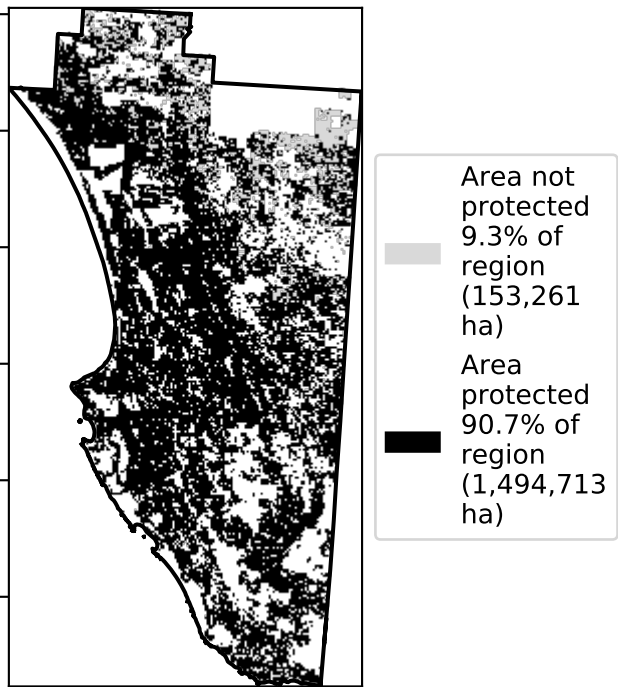 Area not
protected
9.3% of
region
(153,261
ha)
Area
protected
90.7% of
region
(1,494,713
ha)